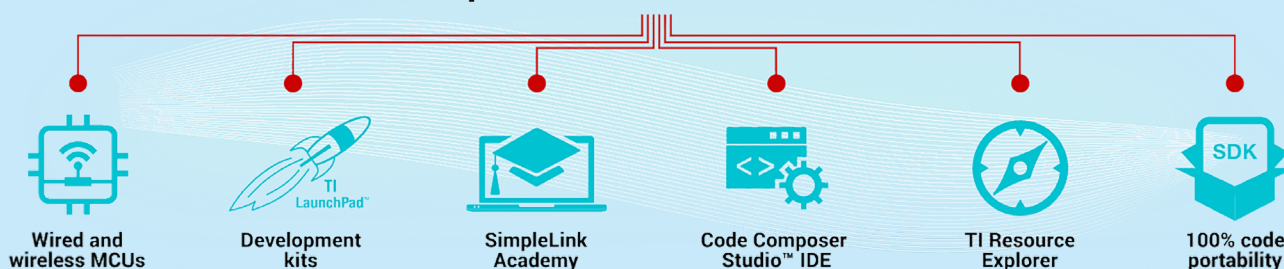 TI
LaunchPad™
SDK
Wired and
wireless MCUs
Development
kits
SimpleLink
Academy
Code Composer
Studio™ IDE
TI Resource
Explorer
100% code
portability